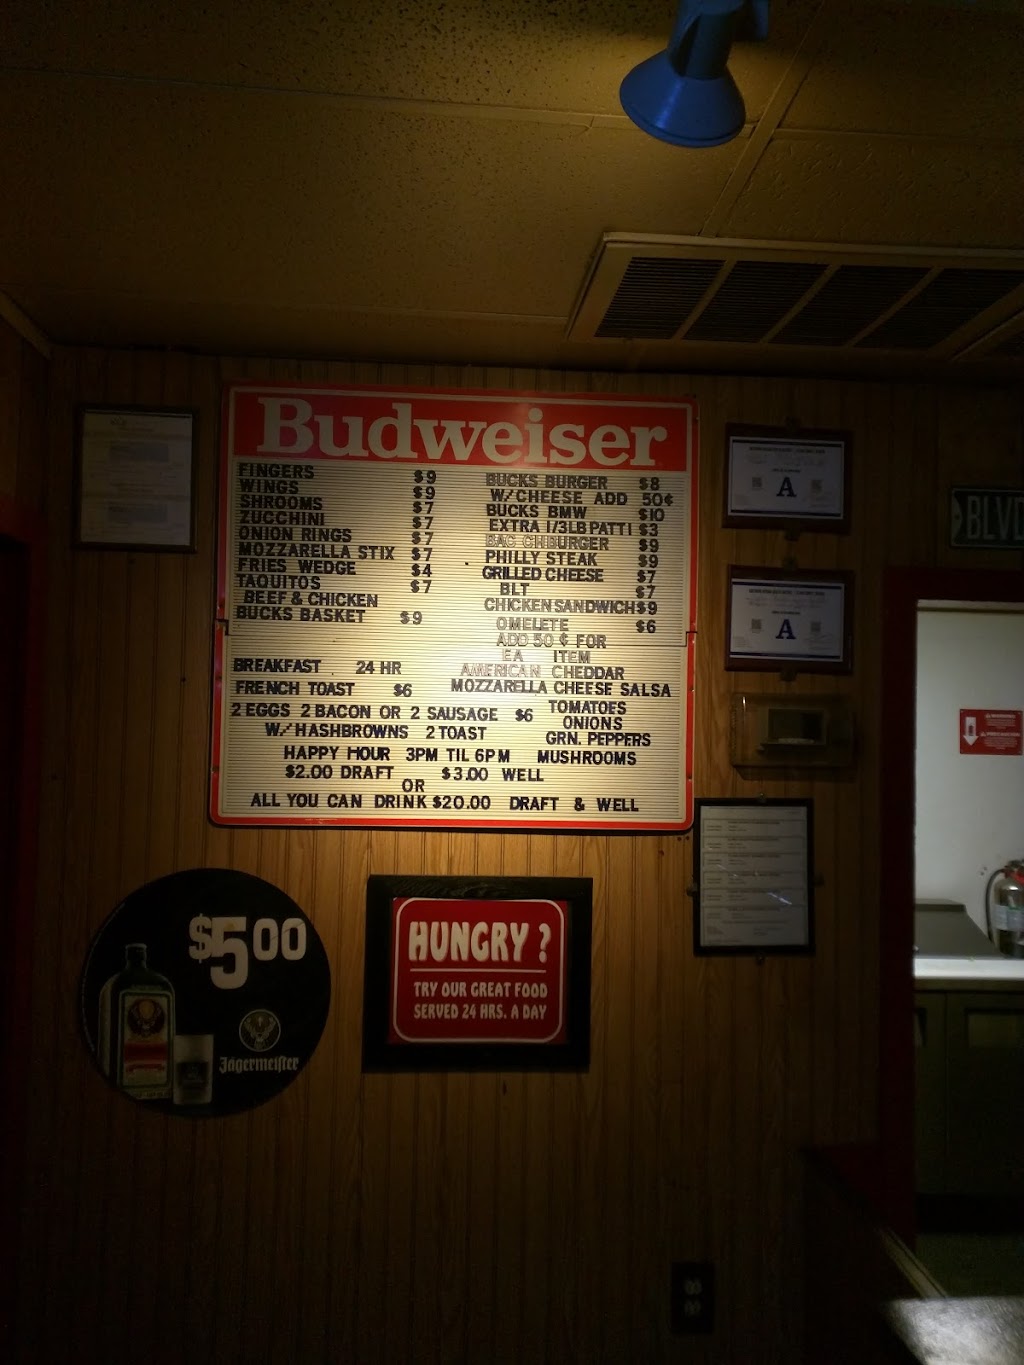 Budweiser
FINGERS $9
WINGS $9
SHROOMS $7
ZUCCHINI $7
ONION RINGS $7
MOZZARELLA STIX $7
FRIES WEDGE $4
TAQUITOS $7
BEEF & CHICKEN
BUCKS BASKET $9
BUCKS BURGER $8
W/CHEESE ADD 50¢
BUCKS BMW $10
EXTRA 1/3LB PATTI $3
BAC CHBURGER $9
PHILLY STEAK $9
GRILLED CHEESE $7
BLT $7
CHICKEN SANDWICH $9
OMELETE $6
ADD 50 ¢ FOR
EA ITEM
AMERICAN CHEDDAR
MOZZARELLA CHEESE SALSA
TOMATOES
ONIONS
GRN. PEPPERS
MUSHROOMS
BREAKFAST 24 HR
FRENCH TOAST $6
2 EGGS 2 BACON OR 2 SAUSAGE $6
W/HASHBROWNS 2 TOAST
HAPPY HOUR 3PM TIL 6PM
$2.00 DRAFT $3.00 WELL
OR
ALL YOU CAN DRINK $20.00 DRAFT & WELL
A
A
BLVD
$5.00
Jägermeister
HUNGRY ?
TRY OUR GREAT FOOD
SERVED 24 HRS. A DAY